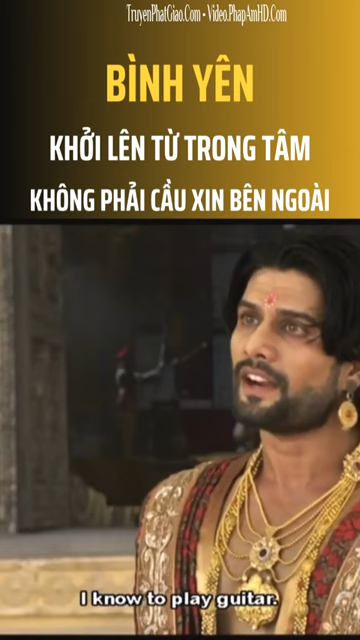 TruyenPhatGiao.Com • Video.PhapAmHD.Com
BÌNH YÊN
KHỞI LÊN TỪ TRONG TÂM
KHÔNG PHẢI CẦU XIN BÊN NGOÀI
I know to play guitar.